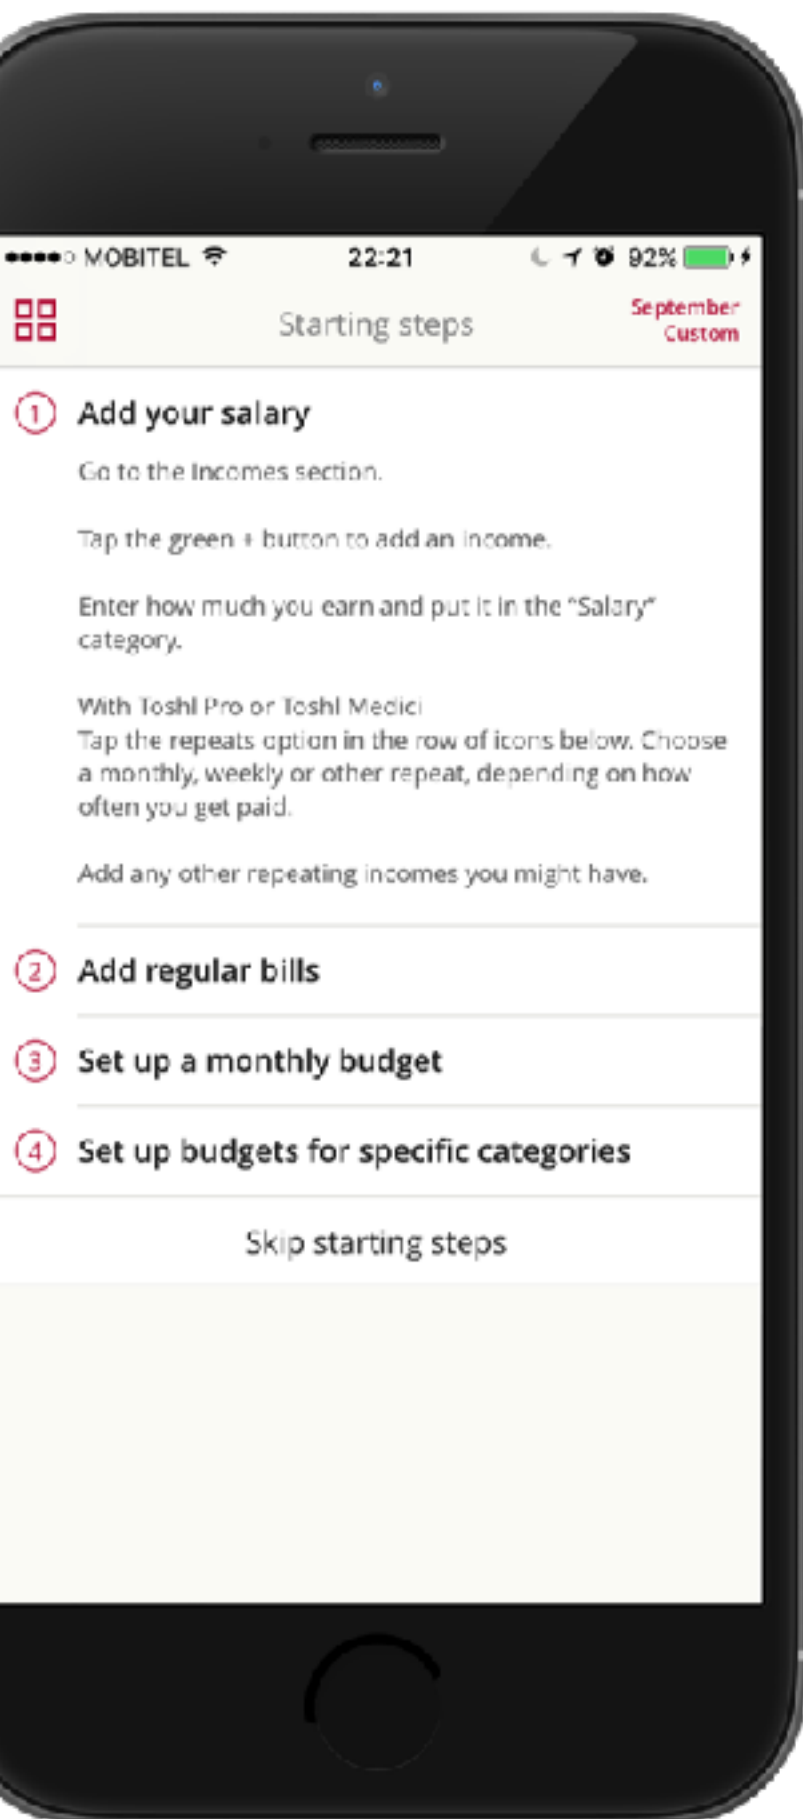 MOBITEL 22:21 92%
Starting steps
September
Custom
1 Add your salary
Go to the Incomes section.
Tap the green + button to add an income.
Enter how much you earn and put it in the “Salary”
category.
With Toshl Pro or Toshl Medici
Tap the repeats option in the row of icons below. Choose
a monthly, weekly or other repeat, depending on how
often you get paid.
Add any other repeating incomes you might have.
2 Add regular bills
3 Set up a monthly budget
4 Set up budgets for specific categories
Skip starting steps